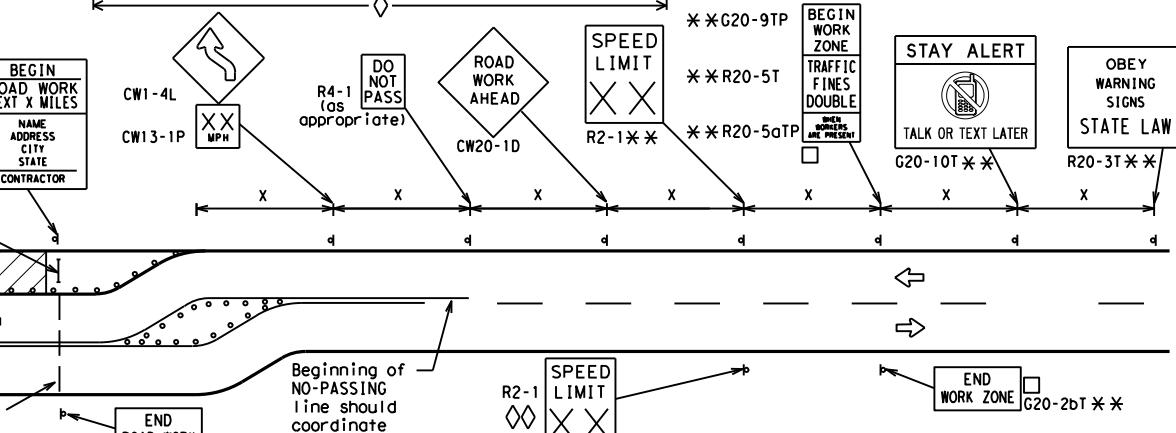 BEGIN
ROAD WORK
NEXT X MILES
NAME
ADDRESS
CITY
STATE
CONTRACTOR
CW1-4L
XX
MPH
CW13-1P
R4-1
(as
appropriate)
DO
NOT
PASS
ROAD
WORK
AHEAD
CW20-1D
SPEED
LIMIT
X X
R2-1**
**G20-9TP
**R20-5T
**R20-5aTP
BEGIN
WORK
ZONE
TRAFFIC
FINES
DOUBLE
WHEN
WORKERS
ARE PRESENT
STAY ALERT
TALK OR TEXT LATER
G20-10T **
OBEY
WARNING
SIGNS
STATE LAW
R20-3T **
X
X
X
X
X
X
X
Beginning of
NO-PASSING
line should
coordinate
R2-1
SPEED
LIMIT
X X
END
WORK ZONE
G20-2bT **
END
ROAD WORK